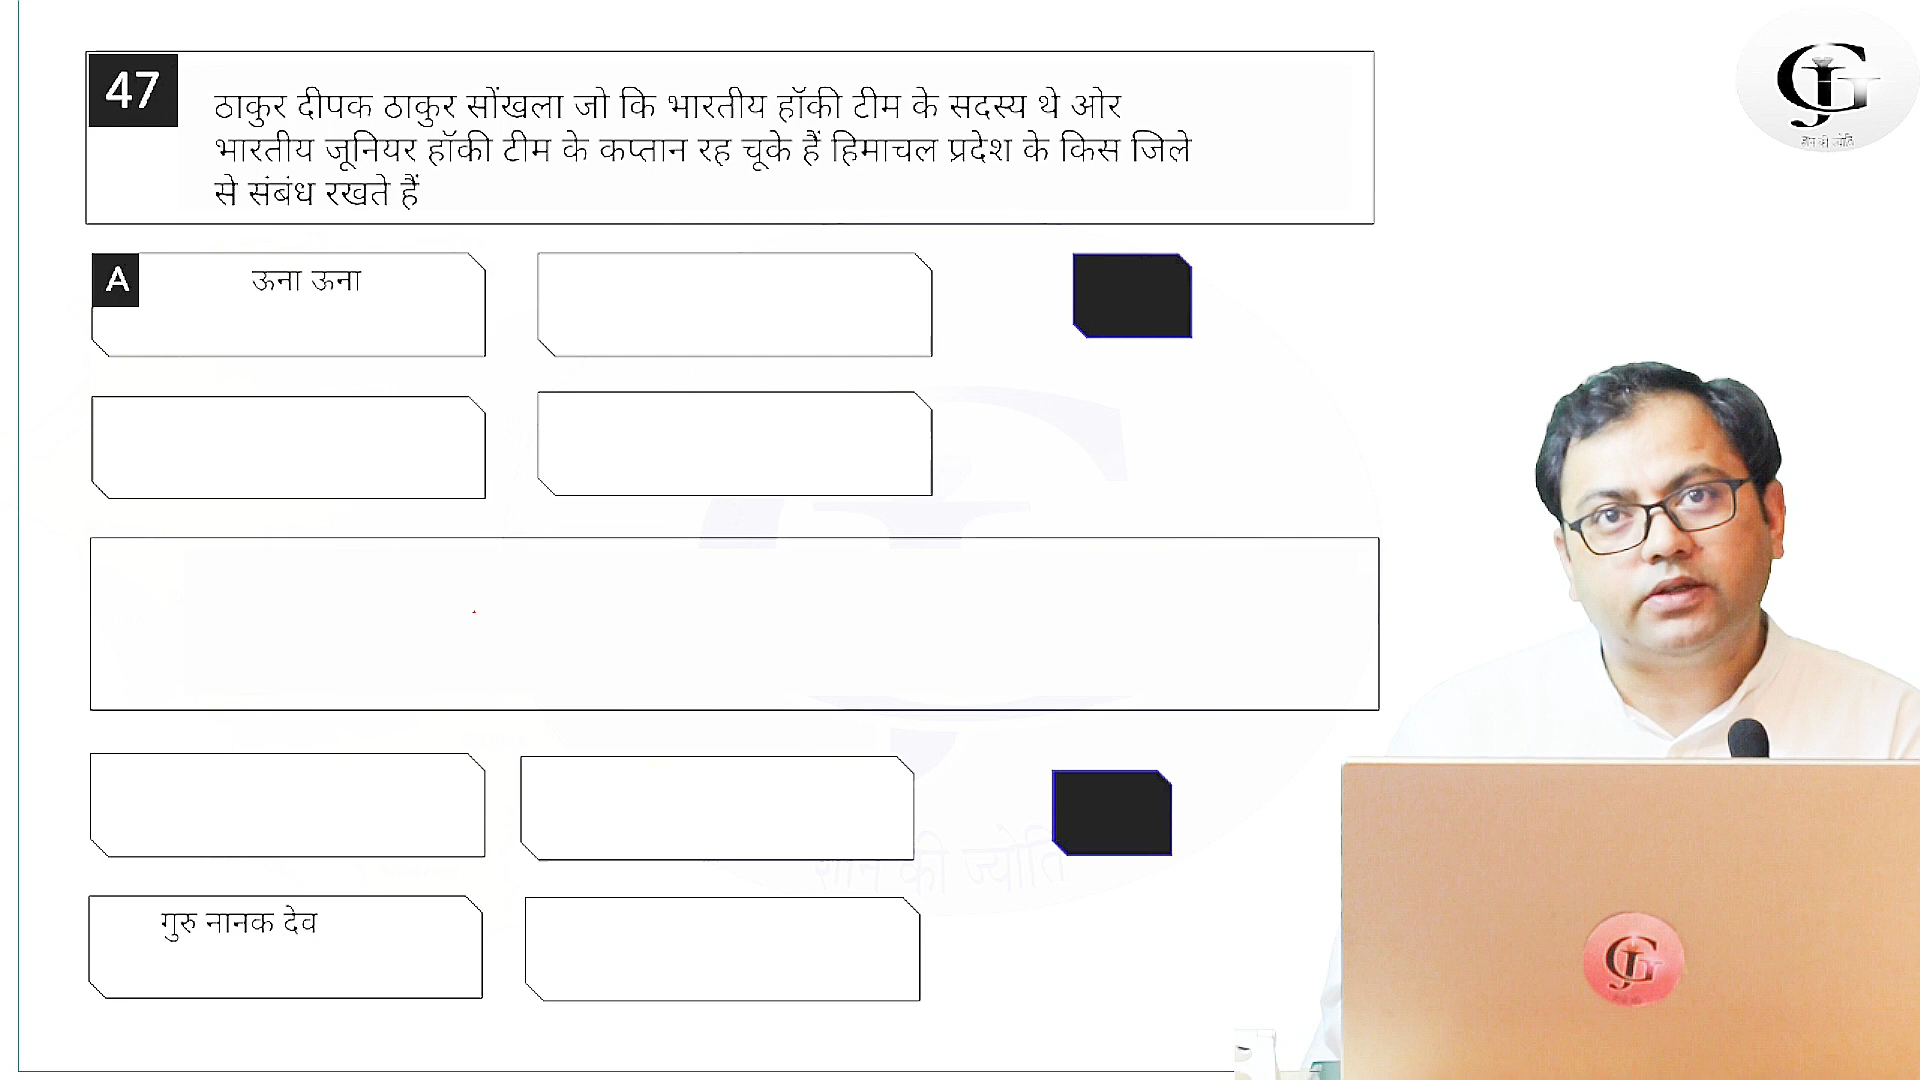 47
ठाकुर दीपक ठाकुर सोंखला जो कि भारतीय हॉकी टीम के सदस्य थे ओर
भारतीय जूनियर हॉकी टीम के कप्तान रह चूके हैं हिमाचल प्रदेश के किस जिले
से संबंध रखते हैं
A
ऊना ऊना
गुरु नानक देव
ज्ञान की ज्योति
ज्ञान की ज्योति